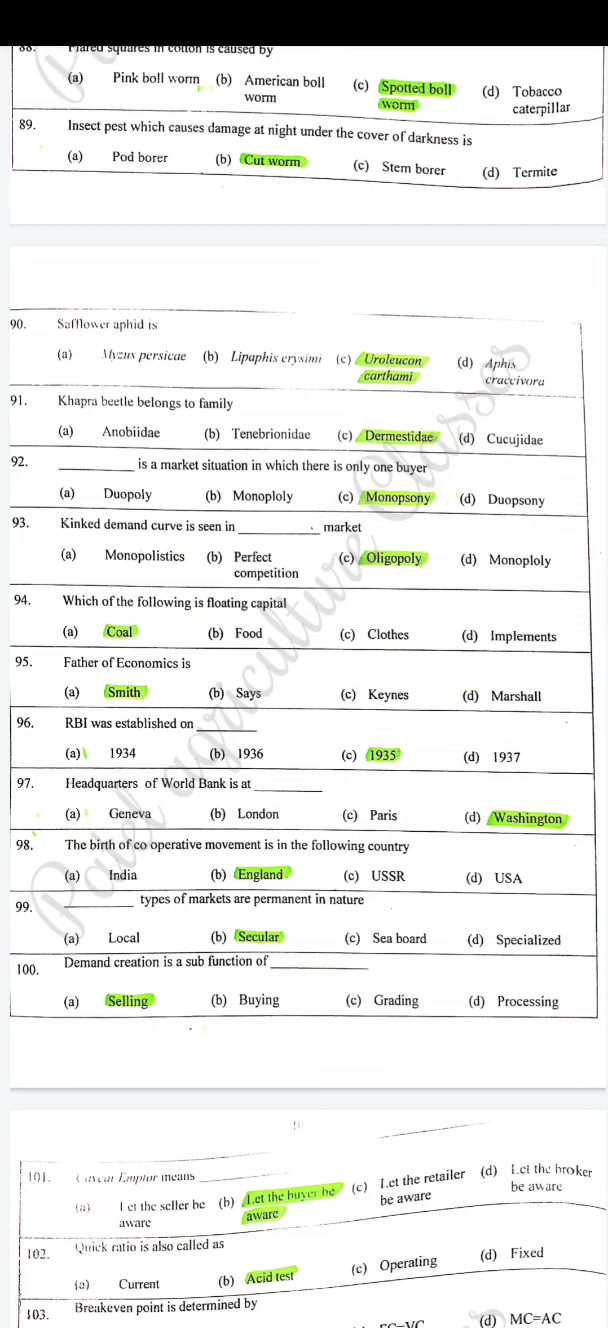 88. Flared squares in cotton is caused by
(a) Pink boll worm (b) American boll worm (c) Spotted boll worm (d) Tobacco caterpillar
89. Insect pest which causes damage at night under the cover of darkness is
(a) Pod borer (b) Cut worm (c) Stem borer (d) Termite
90. Safflower aphid is
(a) Myzus persicae (b) Lipaphis erysimi (c) Uroleucon carthami (d) Aphis craccivora
91. Khapra beetle belongs to family
(a) Anobiidae (b) Tenebrionidae (c) Dermestidae (d) Cucujidae
92. __________ is a market situation in which there is only one buyer
(a) Duopoly (b) Monoploly (c) Monopsony (d) Duopsony
93. Kinked demand curve is seen in __________ market
(a) Monopolistics (b) Perfect competition (c) Oligopoly (d) Monoploly
94. Which of the following is floating capital
(a) Coal (b) Food (c) Clothes (d) Implements
95. Father of Economics is
(a) Smith (b) Says (c) Keynes (d) Marshall
96. RBI was established on ________
(a) 1934 (b) 1936 (c) 1935 (d) 1937
97. Headquarters of World Bank is at _________
(a) Geneva (b) London (c) Paris (d) Washington
98. The birth of co operative movement is in the following country
(a) India (b) England (c) USSR (d) USA
99. __________ types of markets are permanent in nature
(a) Local (b) Secular (c) Sea board (d) Specialized
100. Demand creation is a sub function of ____________
(a) Selling (b) Buying (c) Grading (d) Processing
101. Caveat Emptor means __________
(a) Let the seller be aware (b) Let the buyer be aware (c) Let the retailer be aware (d) Let the broker be aware
102. Quick ratio is also called as
(a) Current (b) Acid test (c) Operating (d) Fixed
103. Breakeven point is determined by
(d) MC=AC
Patel agriculture Classes